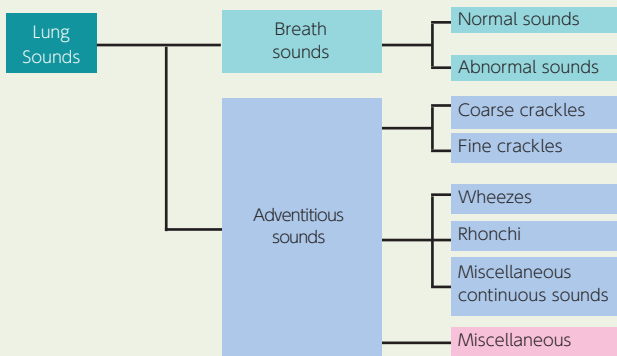 Lung
Sounds
Breath
sounds
Normal sounds
Abnormal sounds
Adventitious
sounds
Coarse crackles
Fine crackles
Wheezes
Rhonchi
Miscellaneous
continuous sounds
Miscellaneous